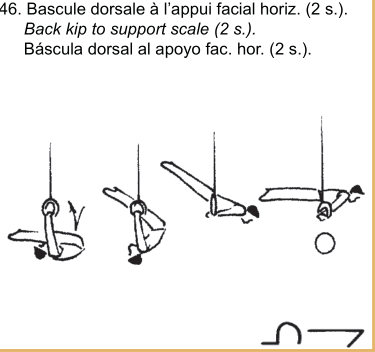 46. Bascule dorsale à l'appui facial horiz. (2 s.).
Back kip to support scale (2 s.).
Báscula dorsal al apoyo fac. hor. (2 s.).